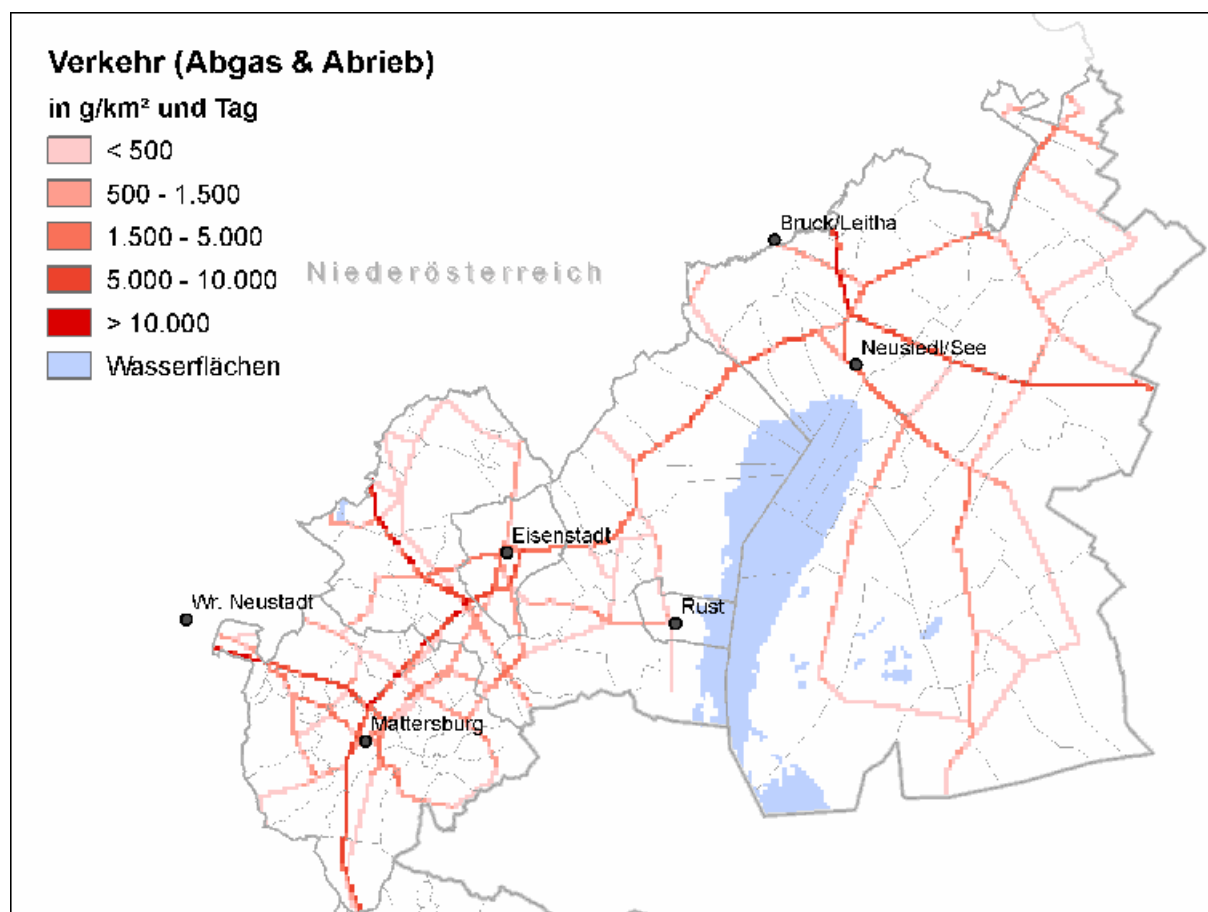 Verkehr (Abgas & Abrieb)
in g/km² und Tag
< 500
500 - 1.500
1.500 - 5.000
5.000 - 10.000
> 10.000
Wasserflächen
Niederösterreich
Bruck/Leitha
Neusiedl/See
Eisenstadt
Wr. Neustadt
Rust
Mattersburg